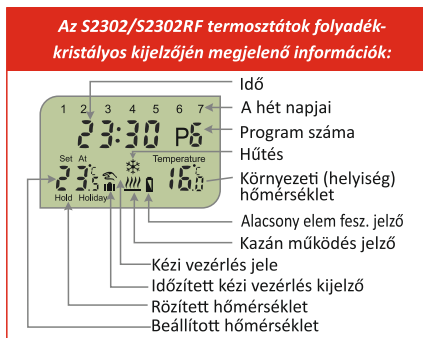 Az S2302/S2302RF termosztátok folyadék-
kristályos kijelzőjén megjelenő információk:
Idő
1 2 3 4 5 6 7
A hét napjai
23:30 P6
Program száma
Hűtés
Set At
Temperature
23.5°C
16.0°C
Környezeti (helyiség)
hőmérséklet
Hold Holiday
Alacsony elem fesz. jelző
Kazán működés jelző
Kézi vezérlés jele
Időzített kézi vezérlés kijelző
Rözített hőmérséklet
Beállított hőmérséklet